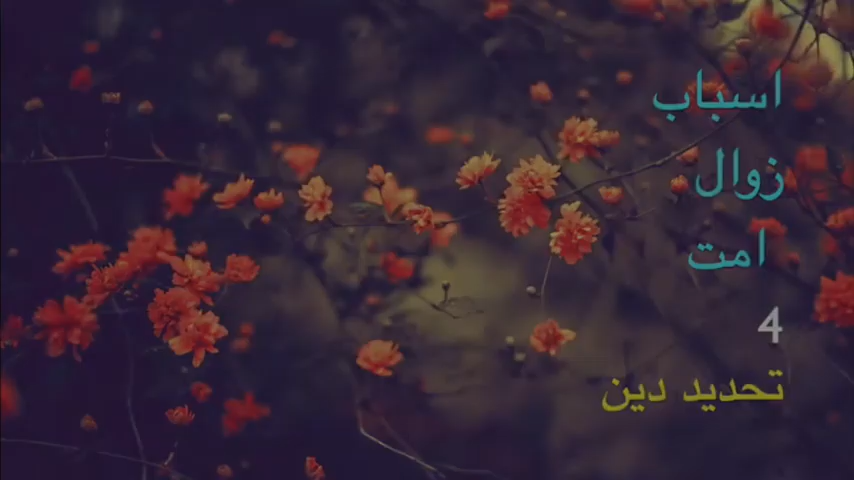 اسباب
زوال
امت
4
تحدید دین